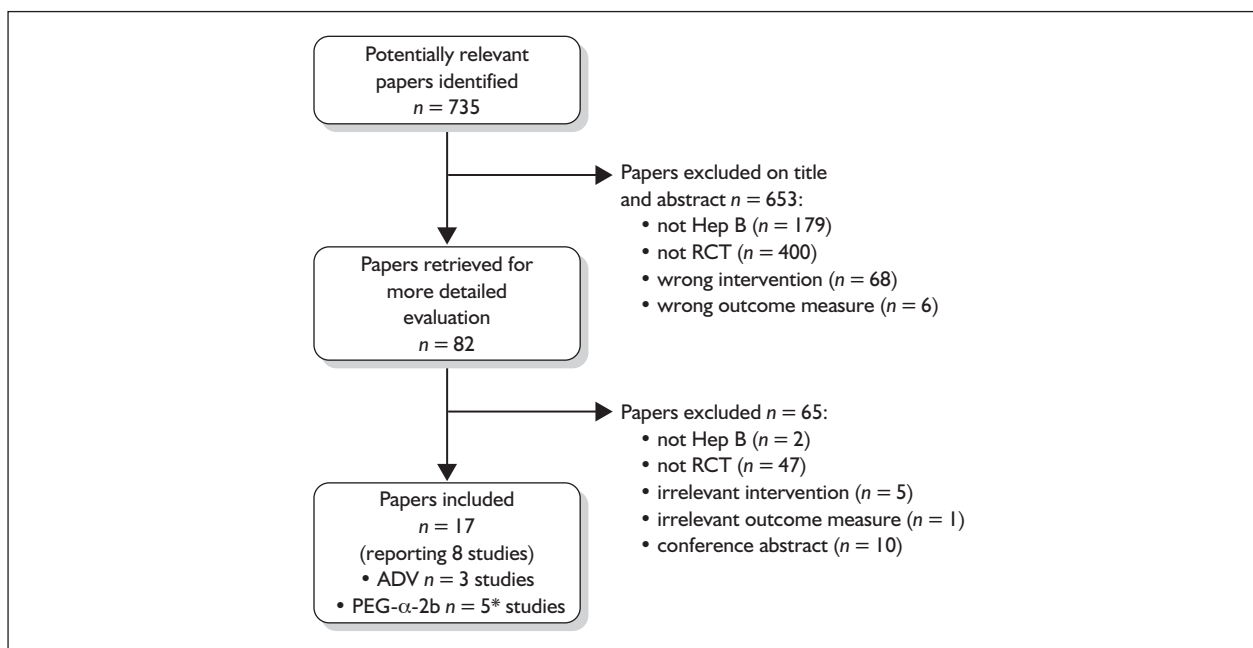 Potentially relevant
papers identified
n = 735
Papers excluded on title
and abstract n = 653:
• not Hep B (n = 179)
• not RCT (n = 400)
• wrong intervention (n = 68)
• wrong outcome measure (n = 6)
Papers retrieved for
more detailed
evaluation
n = 82
Papers excluded n = 65:
• not Hep B (n = 2)
• not RCT (n = 47)
• irrelevant intervention (n = 5)
• irrelevant outcome measure (n = 1)
• conference abstract (n = 10)
Papers included
n = 17
(reporting 8 studies)
• ADV n = 3 studies
• PEG-α-2b n = 5* studies